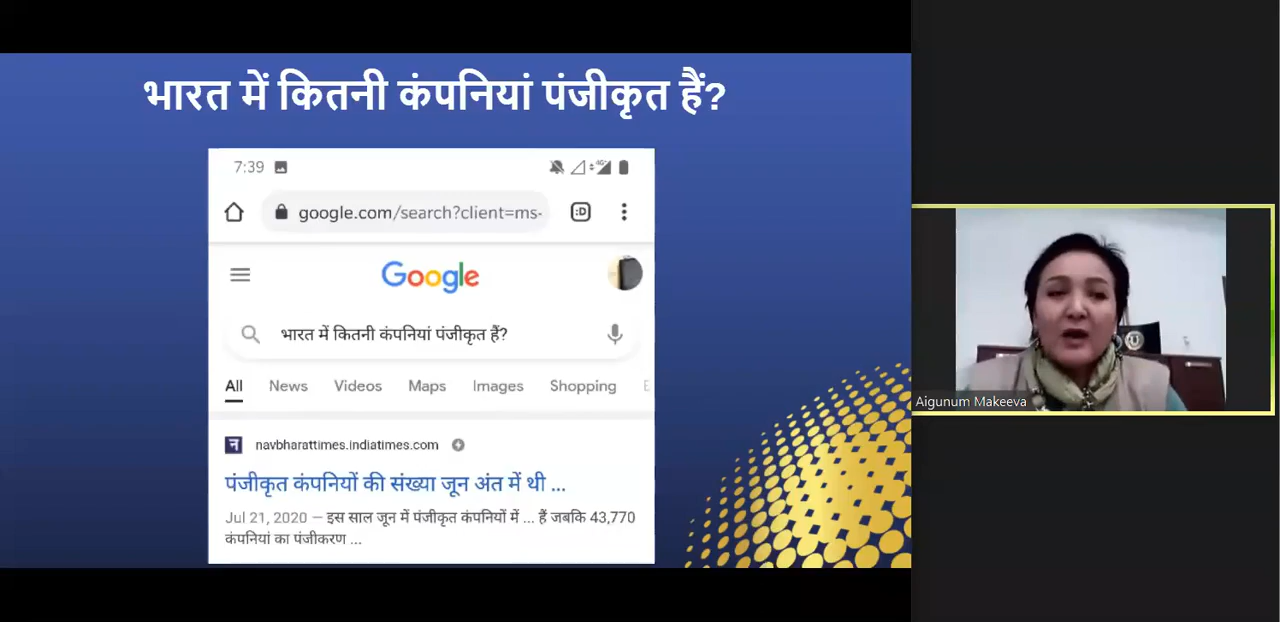 भारत में कितनी कंपनियां पंजीकृत हैं?
7:39
google.com/search?client=ms-
:D
Google
भारत में कितनी कंपनियां पंजीकृत हैं?
All News Videos Maps Images Shopping
navbharattimes.indiatimes.com
पंजीकृत कंपनियों की संख्या जून अंत में थी ...
Jul 21, 2020 — इस साल जून में पंजीकृत कंपनियों में ... हैं जबकि 43,770
कंपनियां का पंजीकरण ...
Aigunum Makeeva